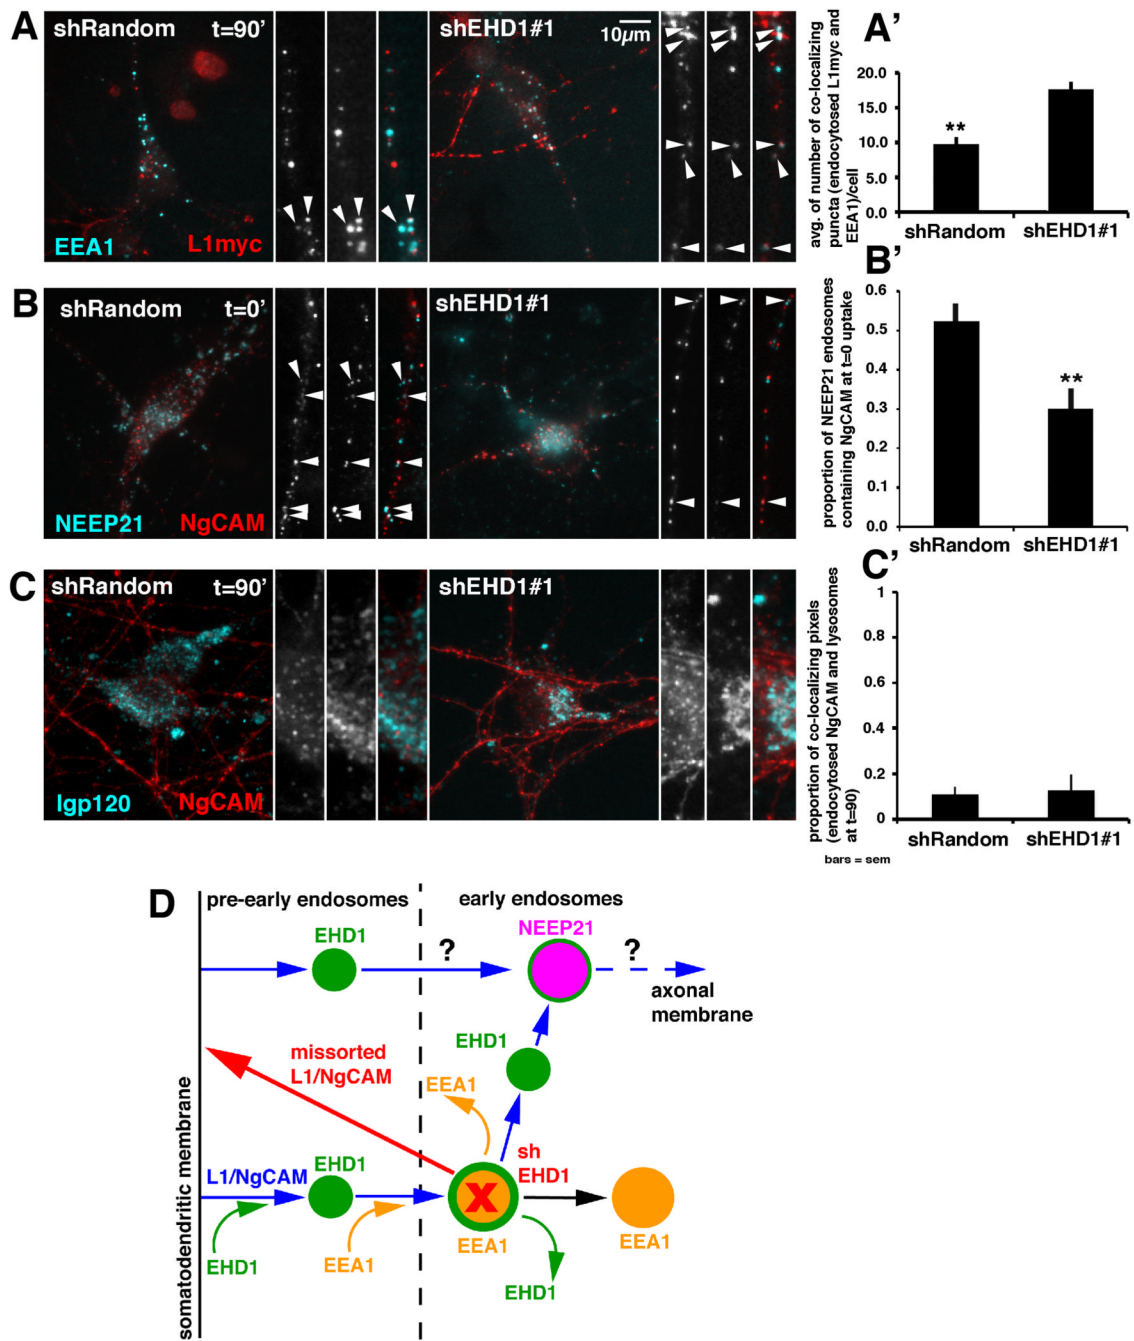 A
shRandom t=90'
EEA1 L1myc
shEHD1#1
10µm
A'
avg. of number of co-localizing
puncta (endocytosed L1myc and
EEA1)/cell
20.0
15.0
10.0
5.0
0.0
**
shRandom shEHD1#1
B
shRandom t=0'
NEEP21 NgCAM
shEHD1#1
B'
proportion of NEEP21 endosomes
containing NgCAM at t=0 uptake
0.6
0.5
0.4
0.3
0.2
0.1
0.0
**
shRandom shEHD1#1
C
shRandom t=90'
lgp120 NgCAM
shEHD1#1
C'
proportion of co-localizing pixels
(endocytosed NgCAM and lysosomes
at t=90)
1
0.8
0.6
0.4
0.2
0
shRandom shEHD1#1
bars = sem
D
pre-early endosomes
early endosomes
NEEP21
EHD1
?
?
axonal
membrane
EHD1
missorted
L1/NgCAM
EEA1
somatodendritic membrane
L1/NgCAM
EHD1
sh
EHD1
X
EHD1
EEA1
EEA1
EEA1
EHD1